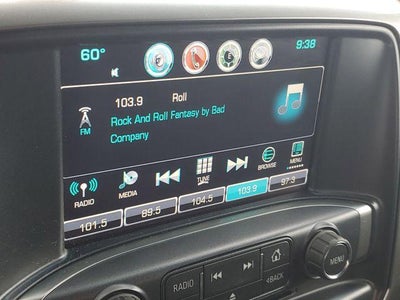 60° 9:38
103.9 Roll
Rock And Roll Fantasy by Bad
Company
FM
RADIO MEDIA TUNE BROWSE MENU
101.5 89.5 104.5 103.9 97.3
RADIO BACK MENU